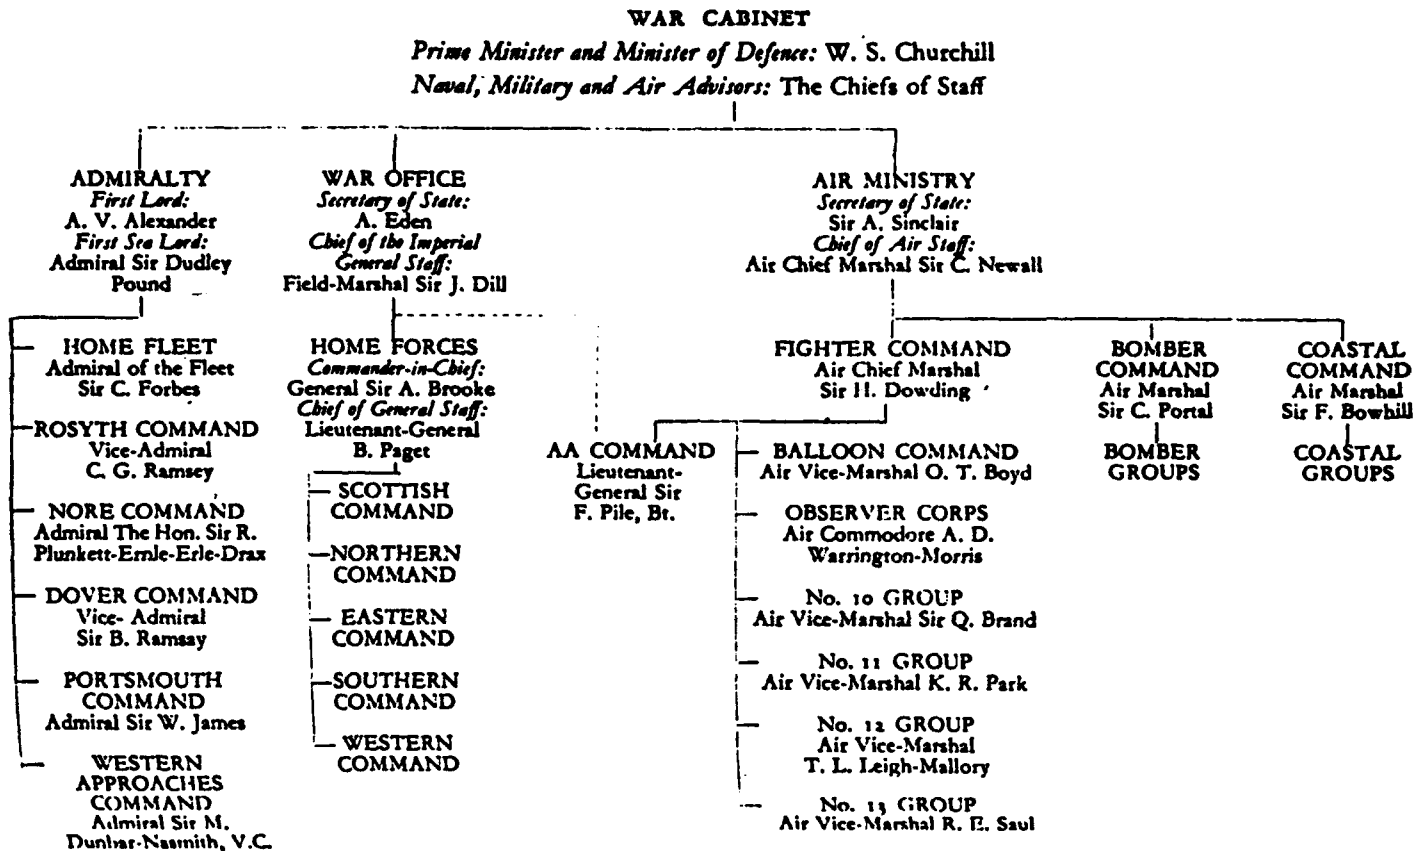 WAR CABINET
Prime Minister and Minister of Defence: W. S. Churchill
Naval, Military and Air Advisors: The Chiefs of Staff
ADMIRALTY
First Lord:
A. V. Alexander
First Sea Lord:
Admiral Sir Dudley
Pound
HOME FLEET
Admiral of the Fleet
Sir C. Forbes
ROSYTH COMMAND
Vice-Admiral
C. G. Ramsey
NORE COMMAND
Admiral The Hon. Sir R.
Plunkett-Ernle-Erle-Drax
DOVER COMMAND
Vice- Admiral
Sir B. Ramsay
PORTSMOUTH
COMMAND
Admiral Sir W. James
WESTERN
APPROACHES
COMMAND
Admiral Sir M.
Dunbar-Nasmith, V.C.
WAR OFFICE
Secretary of State:
A. Eden
Chief of the Imperial
General Staff:
Field-Marshal Sir J. Dill
HOME FORCES
Commander-in-Chief:
General Sir A. Brooke
Chief of General Staff:
Lieutenant-General
B. Paget
SCOTTISH
COMMAND
NORTHERN
COMMAND
EASTERN
COMMAND
SOUTHERN
COMMAND
WESTERN
COMMAND
AA COMMAND
Lieutenant-
General Sir
F. Pile, Bt.
AIR MINISTRY
Secretary of State:
Sir A. Sinclair
Chief of Air Staff:
Air Chief Marshal Sir C. Newall
FIGHTER COMMAND
Air Chief Marshal
Sir H. Dowding
BALLOON COMMAND
Air Vice-Marshal O. T. Boyd
OBSERVER CORPS
Air Commodore A. D.
Warrington-Morris
No. 10 GROUP
Air Vice-Marshal Sir Q. Brand
No. 11 GROUP
Air Vice-Marshal K. R. Park
No. 12 GROUP
Air Vice-Marshal
T. L. Leigh-Mallory
No. 13 GROUP
Air Vice-Marshal R. E. Saul
BOMBER
COMMAND
Air Marshal
Sir C. Portal
BOMBER
GROUPS
COASTAL
COMMAND
Air Marshal
Sir F. Bowhill
COASTAL
GROUPS